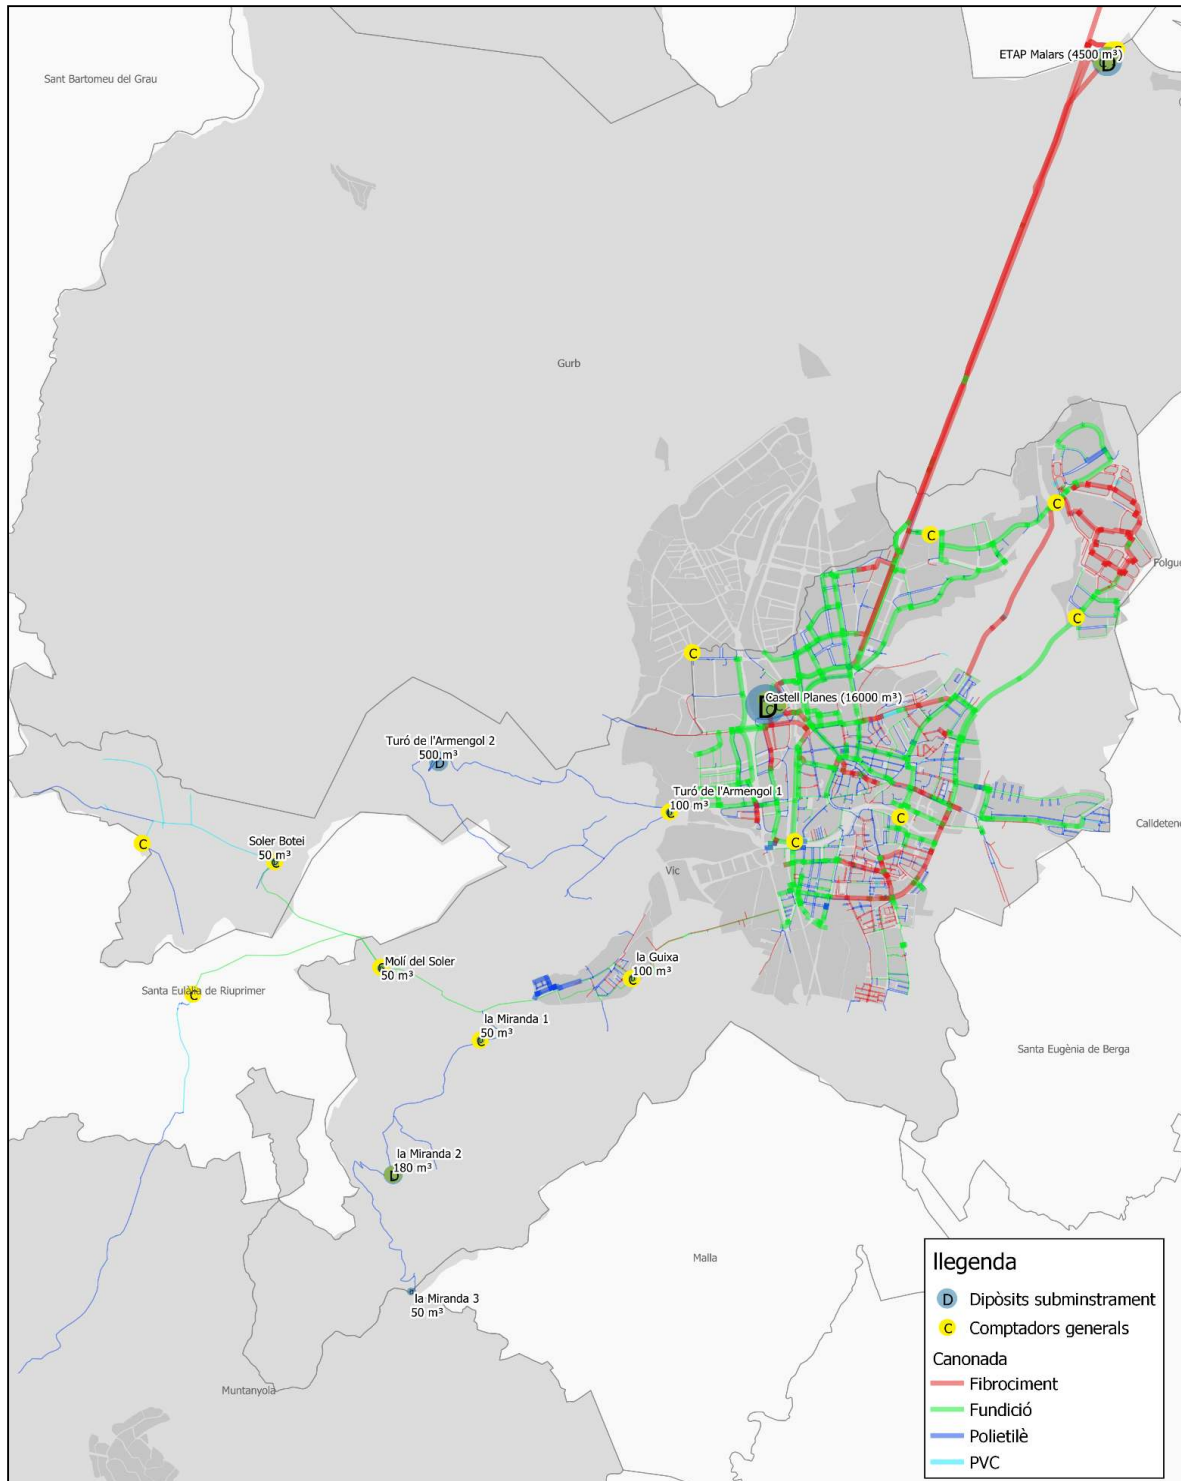 ETAP Malars (4500 m³)
D
Sant Bartomeu del Grau
Gurb
C
C
Folgue
C
C
Castell Planes (16000 m³)
D
Turó de l'Armengol 2
500 m³
D
Turó de l'Armengol 1
100 m³
C
C
Calldetene
Soler Botei
50 m³
C
C
C
Vic
la Guixa
100 m³
C
Molí del Soler
50 m³
C
Santa Eulàlia de Riuprimer
C
la Miranda 1
50 m³
C
Santa Eugènia de Berga
la Miranda 2
180 m³
D
Malla
la Miranda 3
50 m³
Muntanyola
llegenda
D Dipòsits subminstrament
C Comptadors generals
Canonada
Fibrociment
Fundició
Polietilè
PVC